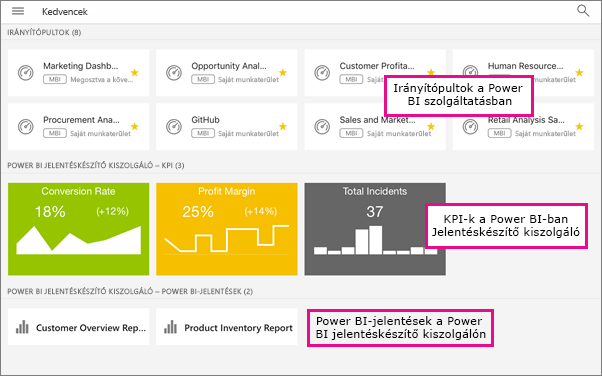 Kedvencek
IRÁNYÍTÓPULTOK (8)
Marketing Dashb...
MBI Megosztva a köve...
Opportunity Anal...
MBI Saját munkaterület
Customer Profita...
MBI Saját munkaterület
Human Resource...
MBI Saját munkaterület
Irányítópultok a Power
BI szolgáltatásban
Procurement Ana...
MBI Saját munkaterület
GitHub
MBI Saját munkaterület
Sales and Market...
MBI Saját munkaterület
Retail Analysis Sa...
MBI Saját munkaterület
POWER BI JELENTÉSKÉSZÍTŐ KISZOLGÁLÓ – KPI (3)
Conversion Rate
18% (+12%)
Profit Margin
25% (+14%)
Total Incidents
37
KPI-k a Power BI-ban
Jelentéskészítő kiszolgáló
POWER BI JELENTÉSKÉSZÍTŐ KISZOLGÁLÓ – POWER BI-JELENTÉSEK (2)
Customer Overview Rep...
Product Inventory Report
Power BI-jelentések a Power
BI jelentéskészítő kiszolgálón